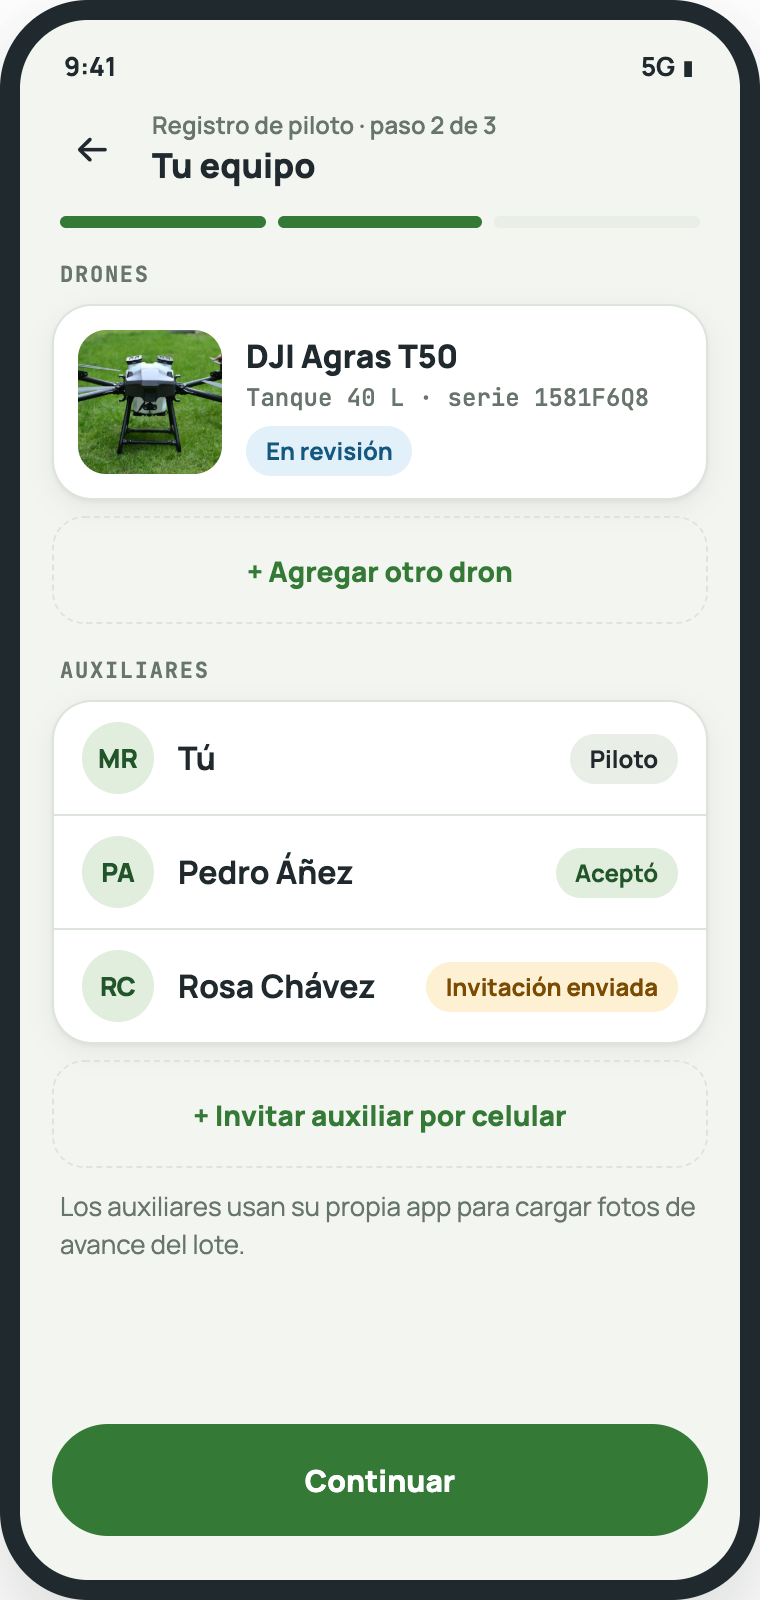 9:41
5G
Registro de piloto · paso 2 de 3
Tu equipo
DRONES
DJI Agras T50
Tanque 40 L · serie 1581F6Q8
En revisión
+ Agregar otro dron
AUXILIARES
MR Tú Piloto
PA Pedro Áñez Aceptó
RC Rosa Chávez Invitación enviada
+ Invitar auxiliar por celular
Los auxiliares usan su propia app para cargar fotos de
avance del lote.
Continuar